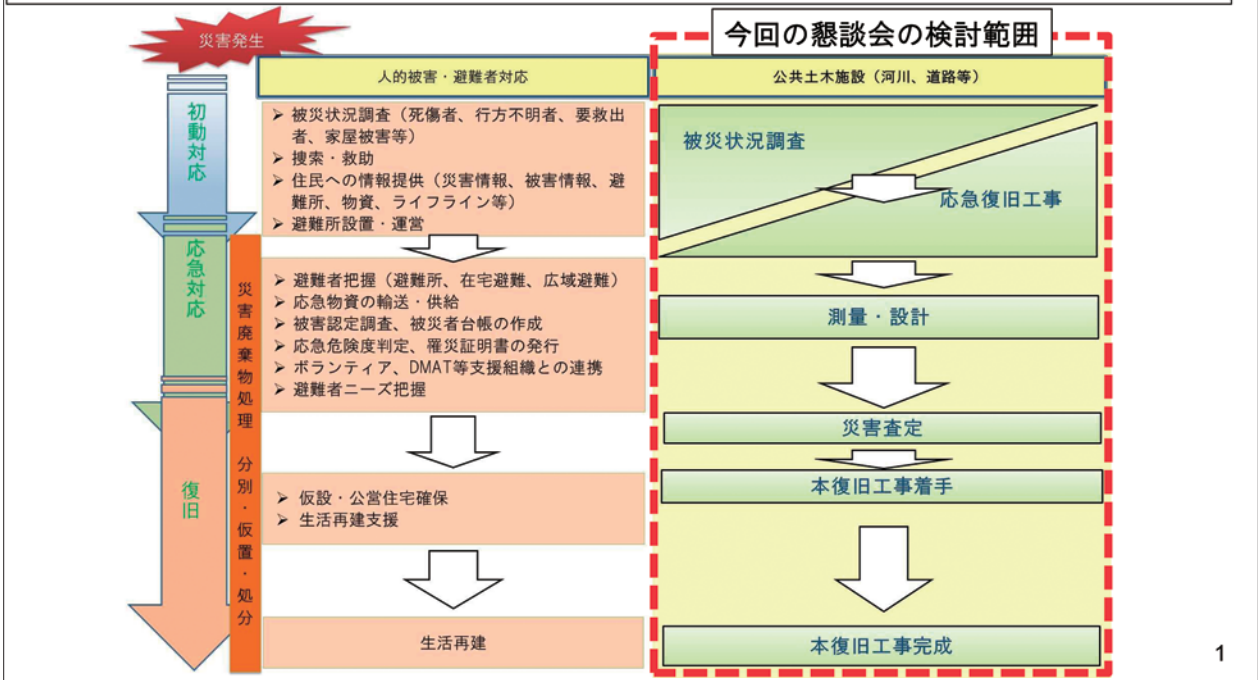 災害発生
今回の懇談会の検討範囲
人的被害・避難者対応
公共土木施設（河川、道路等）
初動対応
応急対応
復旧
災害廃棄物処理 分別・仮置・処分
➢ 被災状況調査（死傷者、行方不明者、要救出
者、家屋被害等）
➢ 捜索・救助
➢ 住民への情報提供（災害情報、被害情報、避
難所、物資、ライフライン等）
➢ 避難所設置・運営
➢ 避難者把握（避難所、在宅避難、広域避難）
➢ 応急物資の輸送・供給
➢ 被害認定調査、被災者台帳の作成
➢ 応急危険度判定、罹災証明書の発行
➢ ボランティア、DMAT等支援組織との連携
➢ 避難者ニーズ把握
➢ 仮設・公営住宅確保
➢ 生活再建支援
生活再建
被災状況調査
応急復旧工事
測量・設計
災害査定
本復旧工事着手
本復旧工事完成
1